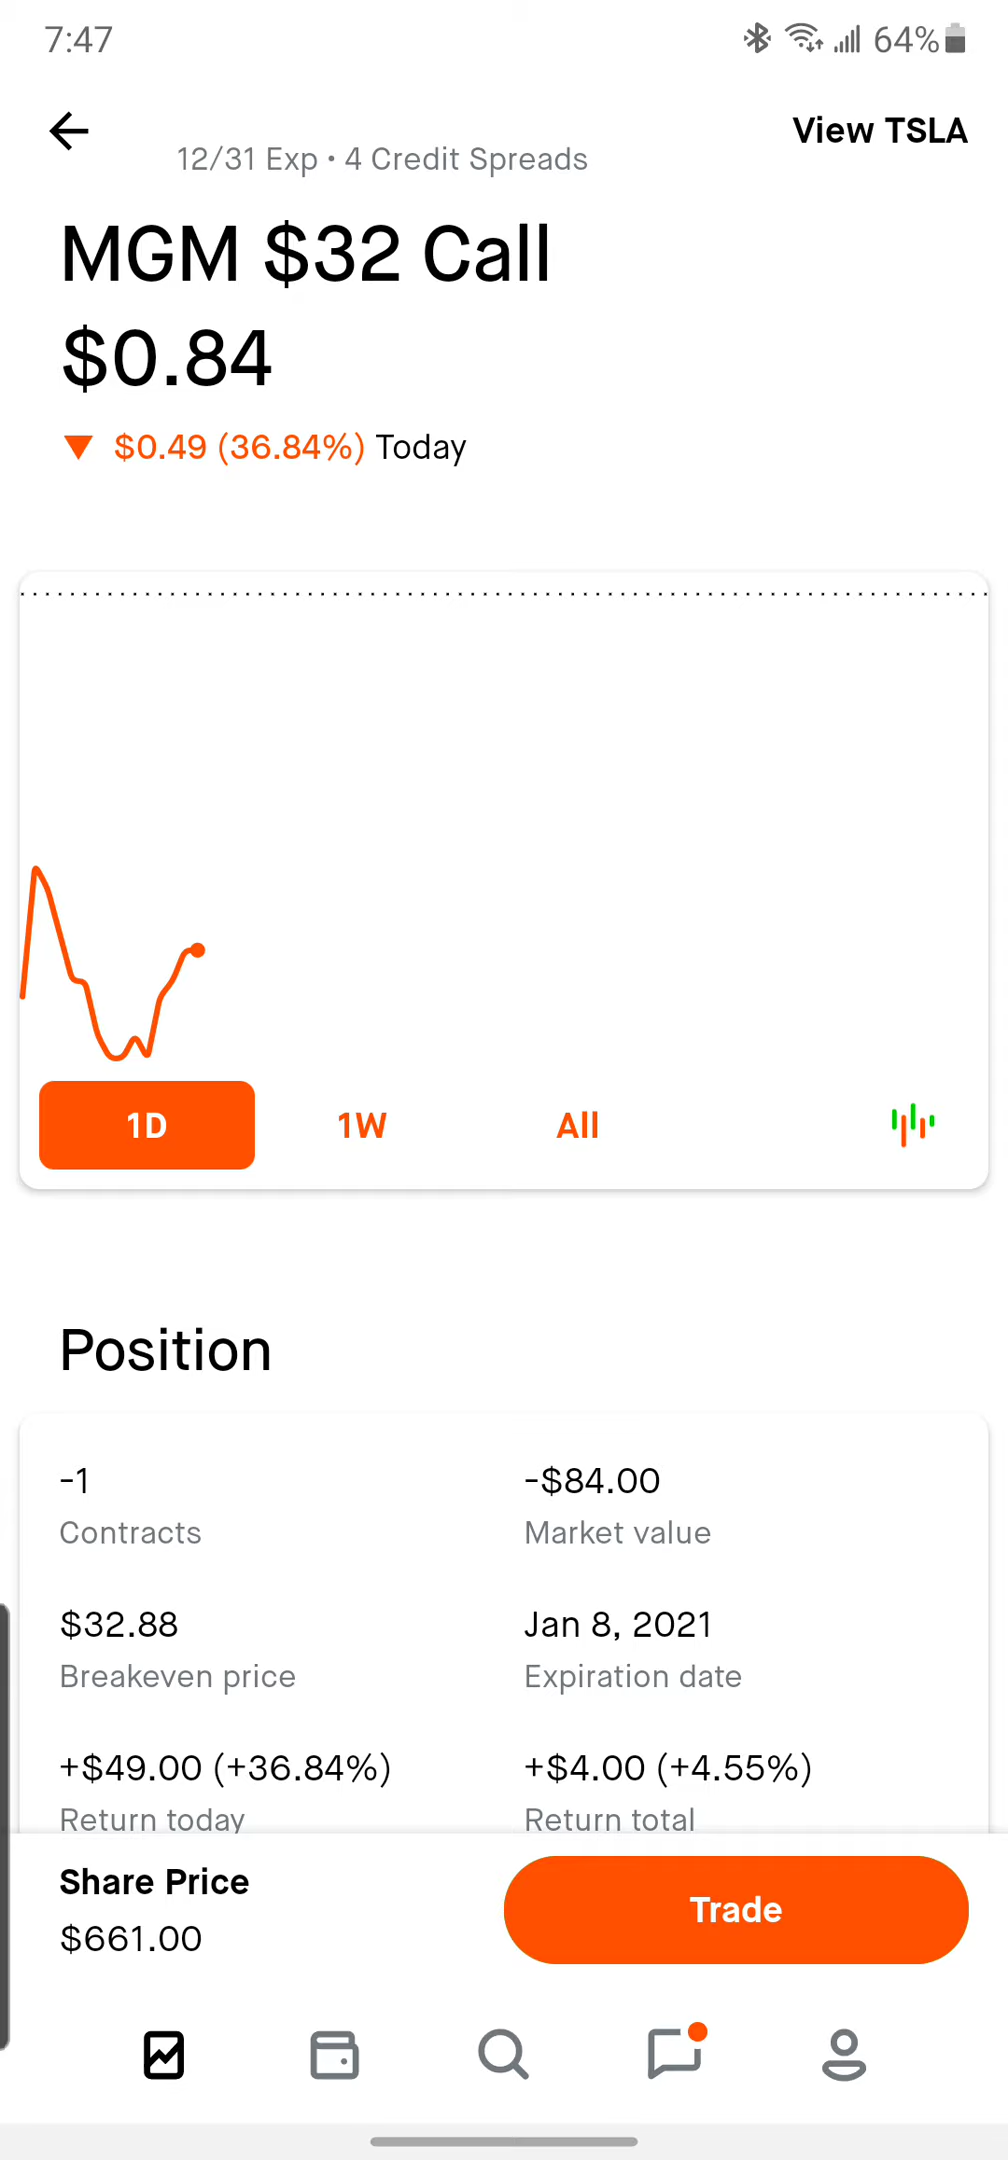 7:47
64%
View TSLA
12/31 Exp • 4 Credit Spreads
MGM $32 Call
$0.84
▼ $0.49 (36.84%) Today
1D 1W All
Position
-1
-$84.00
Contracts
Market value
$32.88
Jan 8, 2021
Breakeven price
Expiration date
+$49.00 (+36.84%)
+$4.00 (+4.55%)
Return today
Return total
Share Price
$661.00
Trade